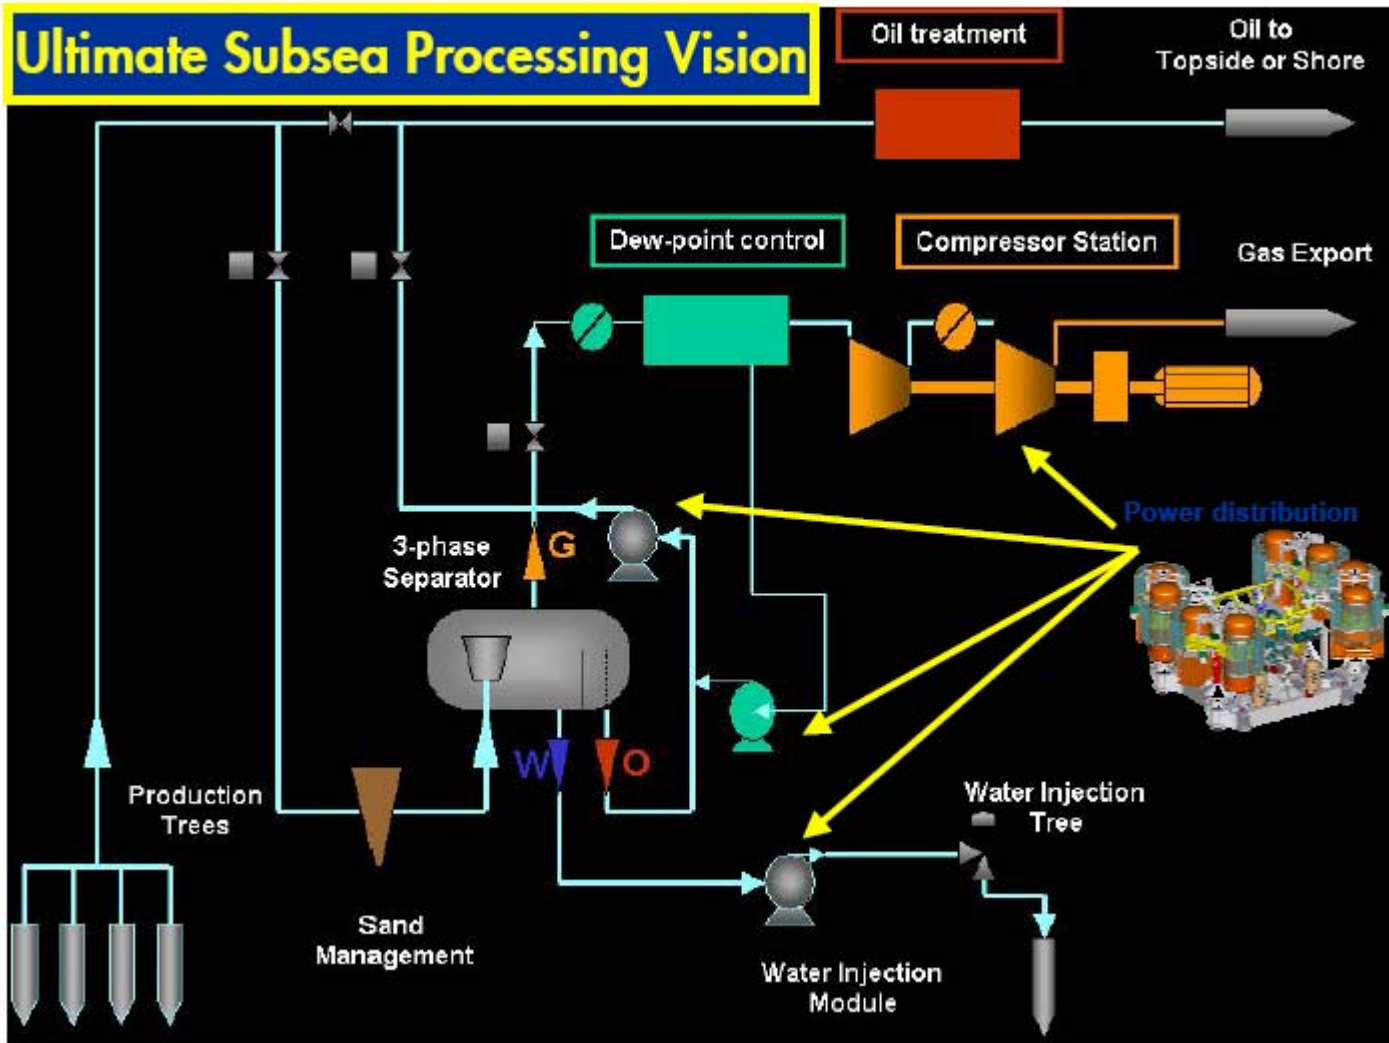 Ultimate Subsea Processing Vision
Oil treatment
Oil to
Topside or Shore
Dew-point control
Compressor Station
Gas Export
Power distribution
3-phase
Separator
G
W
O
Production
Trees
Water Injection
Tree
Sand
Management
Water Injection
Module